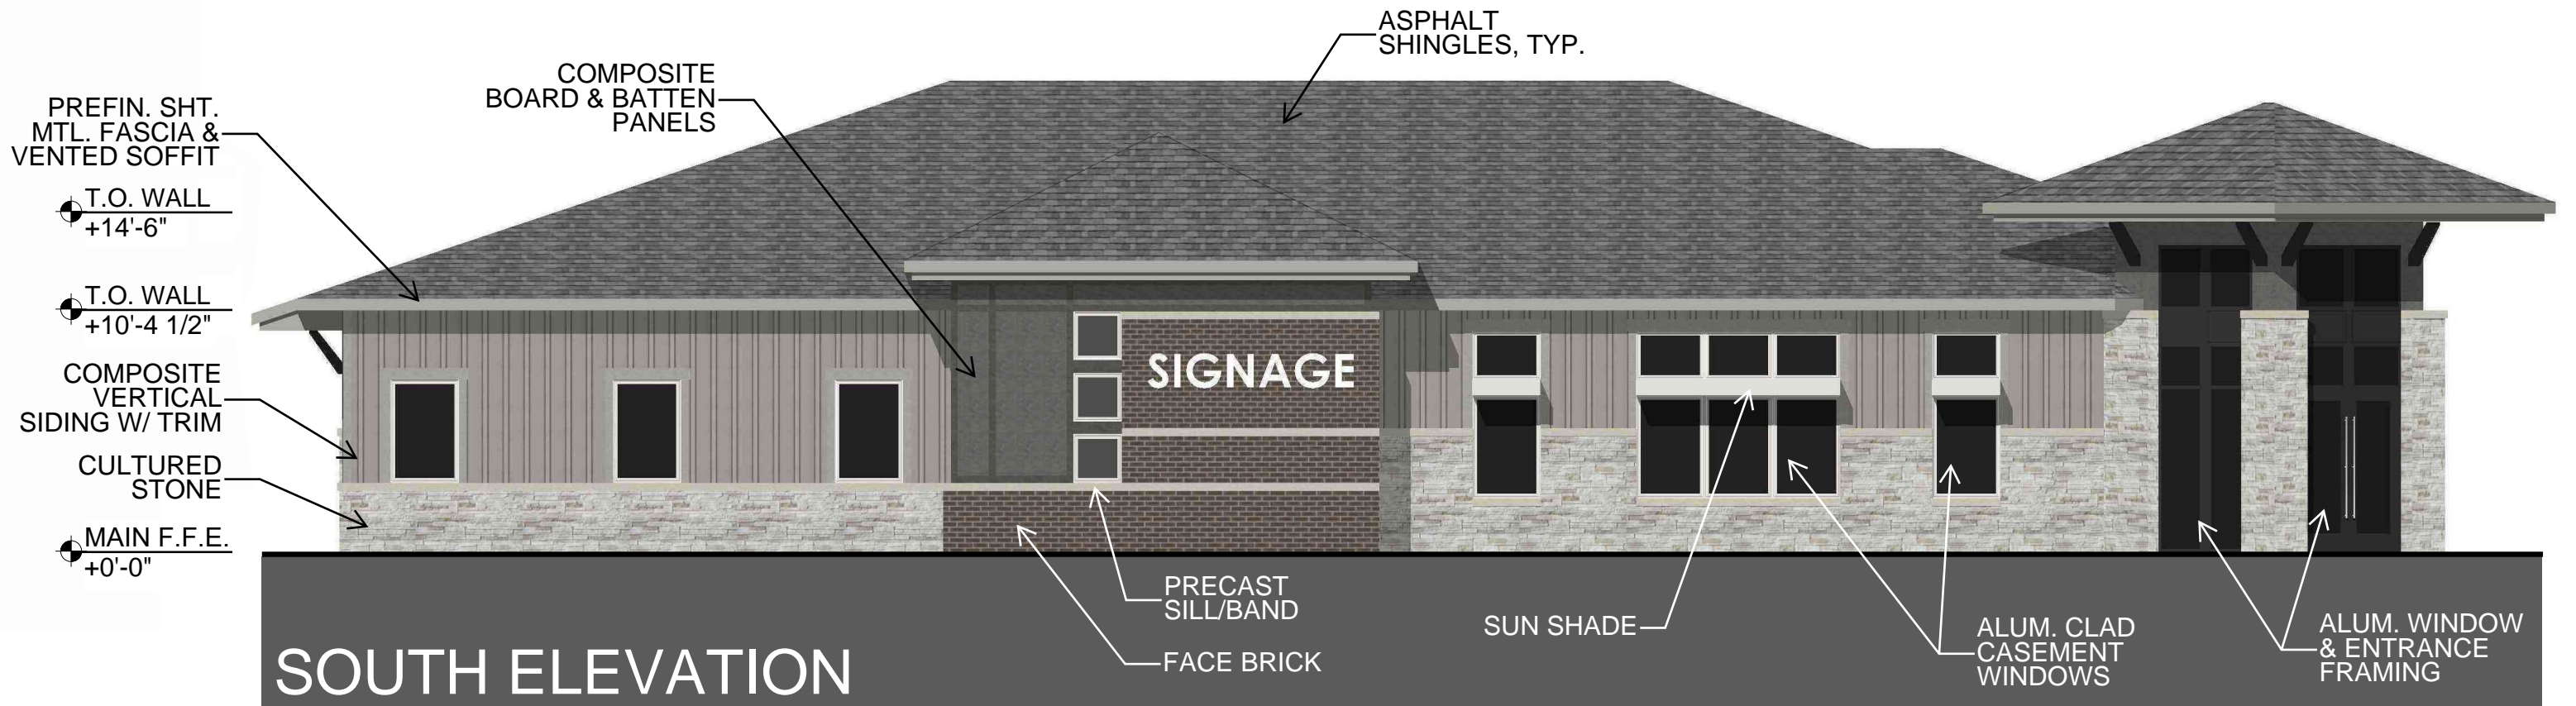 ASPHALT
SHINGLES, TYP.
COMPOSITE
BOARD & BATTEN
PANELS
PREFIN. SHT.
MTL. FASCIA &
VENTED SOFFIT
T.O. WALL
+14'-6"
T.O. WALL
+10'-4 1/2"
COMPOSITE
VERTICAL
SIDING W/ TRIM
CULTURED
STONE
MAIN F.F.E.
+0'-0"
SIGNAGE
PRECAST
SILL/BAND
FACE BRICK
SUN SHADE
ALUM. CLAD
CASEMENT
WINDOWS
ALUM. WINDOW
& ENTRANCE
FRAMING
SOUTH ELEVATION